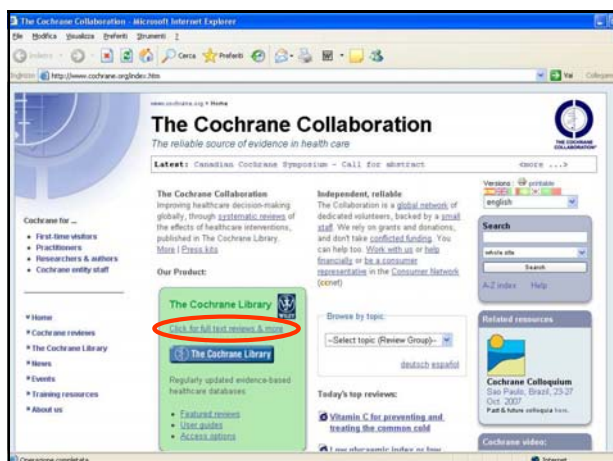 The Cochrane Collaboration - Microsoft Internet Explorer
File Modifica Visualizza Preferiti Strumenti ?
Indietro Cerca Preferiti
Indirizzo http://www.cochrane.org/index.htm Vai Collegamenti
www.cochrane.org > Home
The Cochrane Collaboration
The reliable source of evidence in health care
THE COCHRANE COLLABORATION®
Latest: Canadian Cochrane Symposium - Call for abstract <more ...>
Cochrane for ...
First-time visitors
Practitioners
Researchers & authors
Cochrane entity staff
Home
Cochrane reviews
The Cochrane Library
News
Events
Training resources
About us
The Cochrane Collaboration
Improving healthcare decision-making
globally, through systematic reviews of
the effects of healthcare interventions,
published in The Cochrane Library.
More | Press kits
Our Product:
The Cochrane Library
WILEY
Click for full text reviews & more
The Cochrane Library
Regularly updated evidence-based
healthcare databases
Featured reviews
User guides
Access options
Independent, reliable
The Collaboration is a global network of
dedicated volunteers, backed by a small
staff. We rely on grants and donations,
and don't take conflicted funding. You
can help too. Work with us or help
financially or be a consumer
representative in the Consumer Network
(ccnet)
Browse by topic:
--Select topic (Review Group)--
deutsch español
Today's top reviews:
Vitamin C for preventing and
treating the common cold
Low glycaemic index or low
Versions: printable
english
Search
whole site
Search
A-Z index Help
Related resources
Cochrane Colloquium
Sao Paulo, Brazil, 23-27
Oct. 2007
Past & future colloquia here.
Cochrane video:
Operazione completata Internet